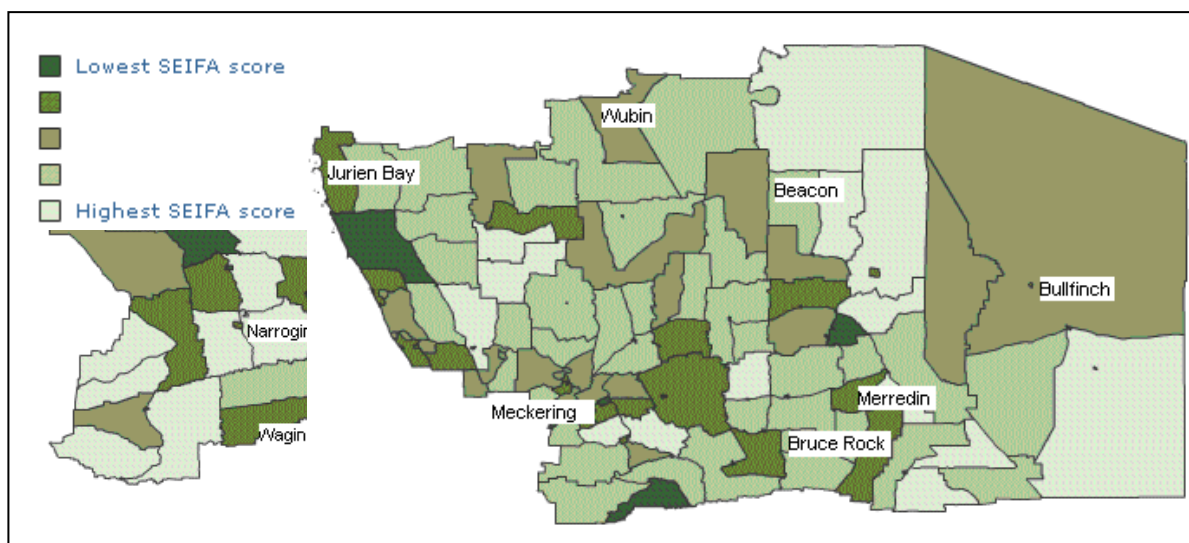 Lowest SEIFA score
Highest SEIFA score
Wubin
Jurien Bay
Beacon
Bullfinch
Narrogin
Merredin
Meckering
Wagin
Bruce Rock